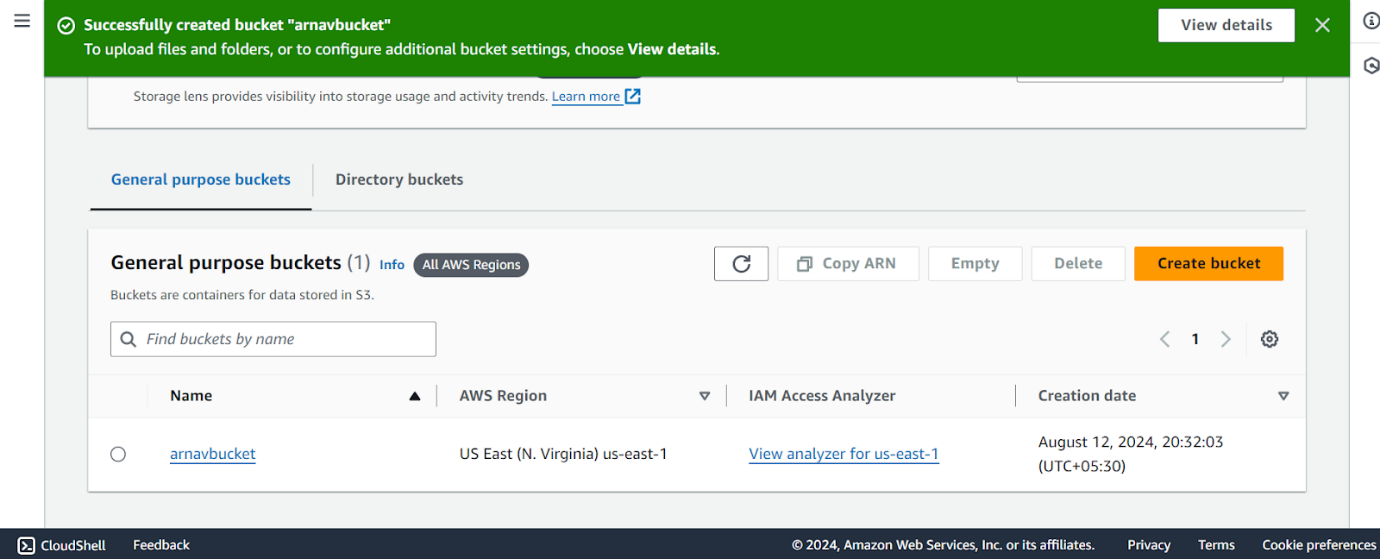 Successfully created bucket "arnavbucket"
To upload files and folders, or to configure additional bucket settings, choose View details.
View details
Storage lens provides visibility into storage usage and activity trends. Learn more
General purpose buckets
Directory buckets
General purpose buckets (1) Info All AWS Regions
Copy ARN
Empty
Delete
Create bucket
Buckets are containers for data stored in S3.
Find buckets by name
1
Name
AWS Region
IAM Access Analyzer
Creation date
arnavbucket
US East (N. Virginia) us-east-1
View analyzer for us-east-1
August 12, 2024, 20:32:03
(UTC+05:30)
CloudShell
Feedback
© 2024, Amazon Web Services, Inc. or its affiliates.
Privacy
Terms
Cookie preferences